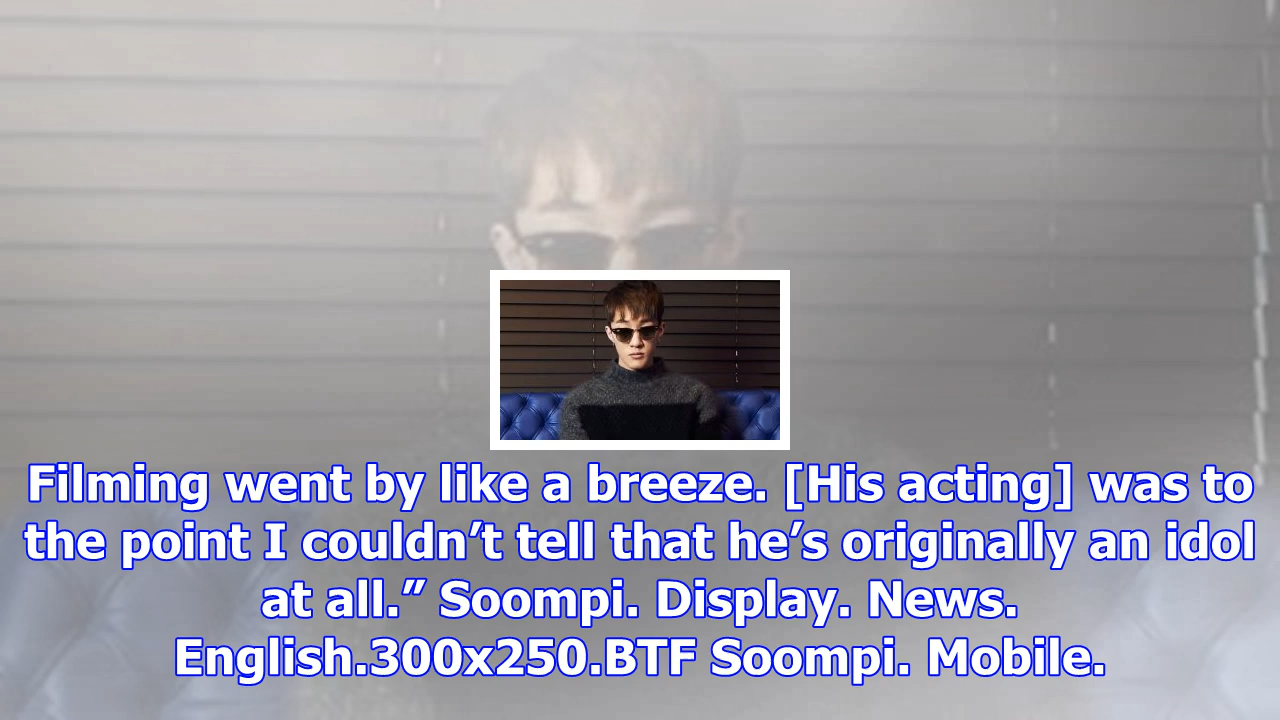 Filming went by like a breeze. [His acting] was to
the point I couldn’t tell that he’s originally an idol
at all.” Soompi. Display. News.
English.300x250.BTF Soompi. Mobile.